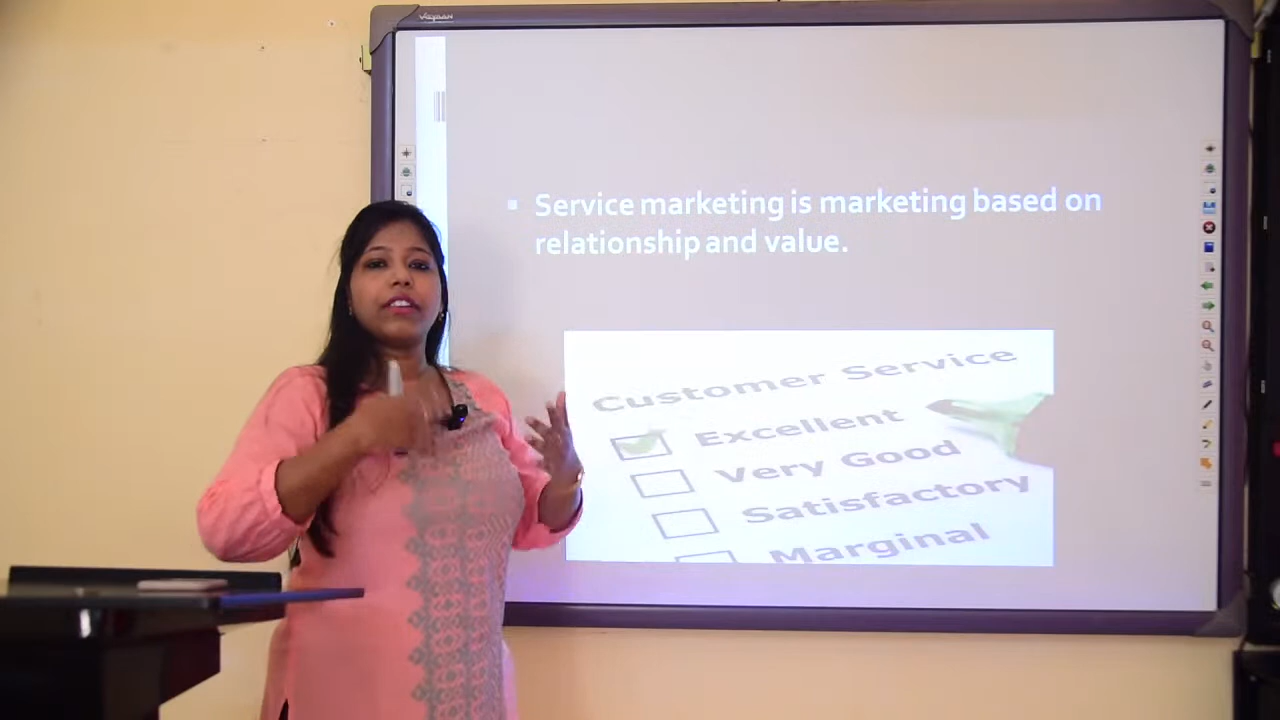 Service marketing is marketing based on
relationship and value.
Customer Service
Excellent
Very Good
Satisfactory
Marginal